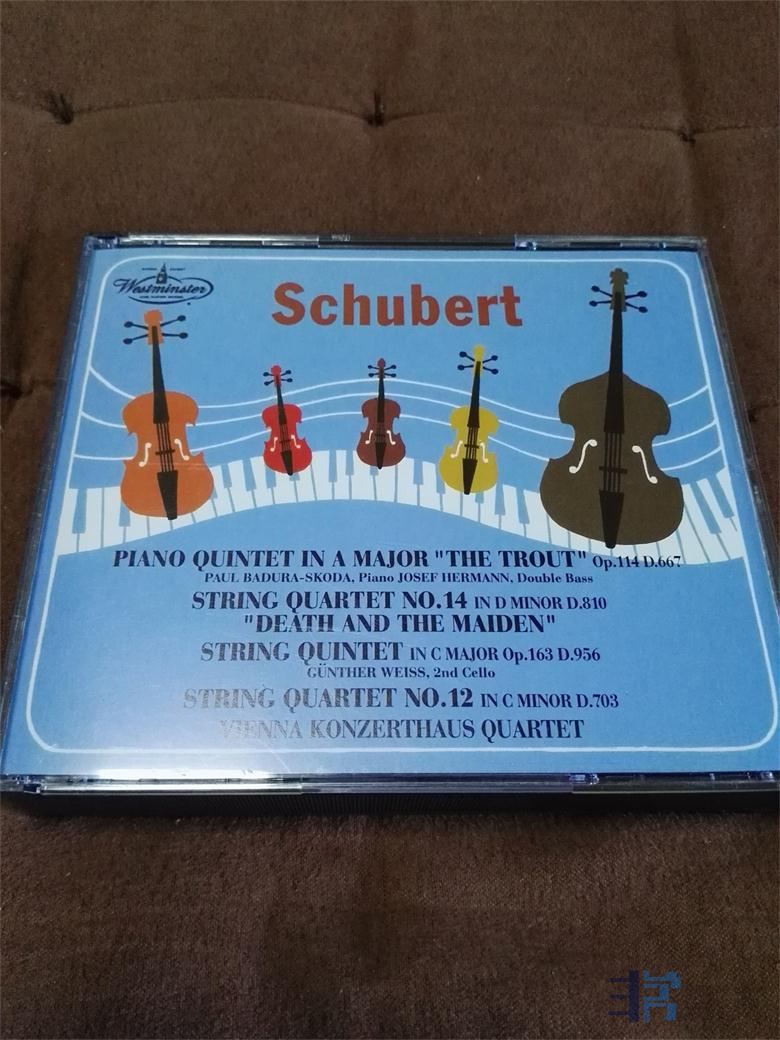 Westminster
Schubert
PIANO QUINTET IN A MAJOR "THE TROUT" Op.114 D.667
PAUL BADURA-SKODA, Piano JOSEF HERMANN, Double Bass
STRING QUARTET NO.14 IN D MINOR D.810
"DEATH AND THE MAIDEN"
STRING QUINTET IN C MAJOR Op.163 D.956
GÜNTHER WEISS, 2nd Cello
STRING QUARTET NO.12 IN C MINOR D.703
VIENNA KONZERTHAUS QUARTET